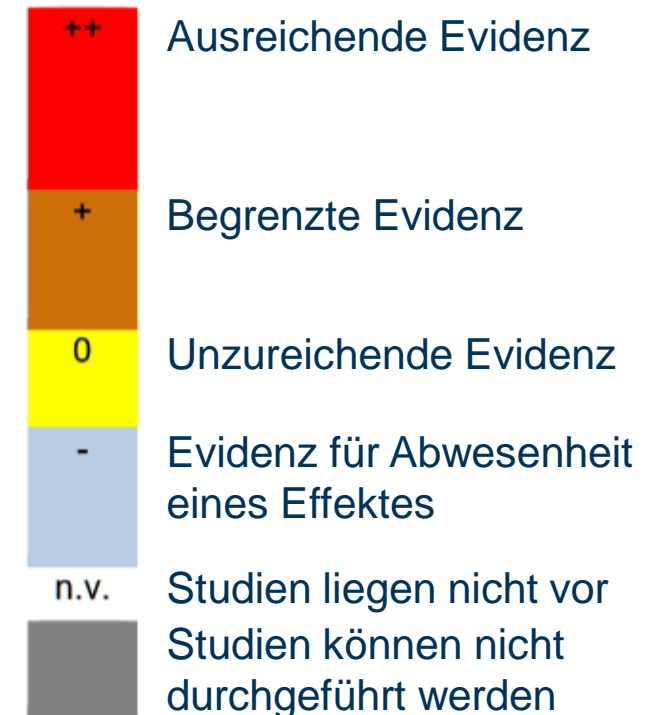 ++ Ausreichende Evidenz
+ Begrenzte Evidenz
0 Unzureichende Evidenz
- Evidenz für Abwesenheit
eines Effektes
n.v. Studien liegen nicht vor
Studien können nicht
durchgeführt werden